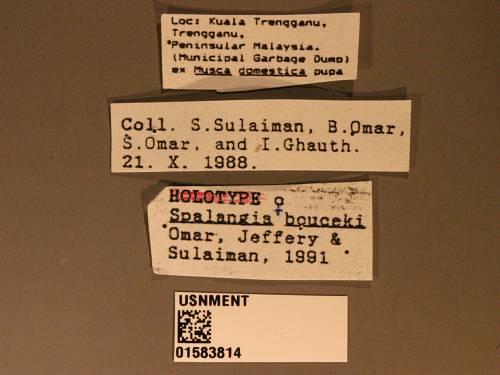 Loc: Kuala Trengganu,
Trengganu,
Peninsular Malaysia.
(Municipal Garbage Dump)
ex Musca domestica pupa
Coll. S.Sulaiman, B.Omar,
S.Omar, and I.Ghauth.
21. X. 1988.
HOLOTYPE ♀
Spalangia bouceki
Omar, Jeffery &
Sulaiman, 1991
USNMENT
01583814